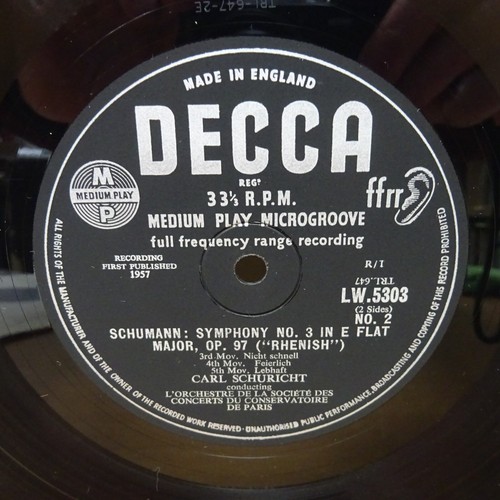 TRL-647-2E
MADE IN ENGLAND
DECCA
REGD
33⅓ R.P.M.
MEDIUM PLAY MICROGROOVE
full frequency range recording
M
MEDIUM PLAY
P
ffrr
RECORDING
FIRST PUBLISHED
1957
R/1
TRL.647
LW.5303
(2 Sides)
NO. 2
SCHUMANN: SYMPHONY NO. 3 IN E FLAT
MAJOR, OP. 97 ("RHENISH")
3rd Mov. Nicht schnell
4th Mov. Feierlich
5th Mov. Lebhaft
CARL SCHURICHT
conducting
L'ORCHESTRE DE LA SOCIÉTÉ DES
CONCERTS DU CONSERVATOIRE
DE PARIS
ALL RIGHTS OF THE MANUFACTURER AND OF THE OWNER OF THE RECORDED WORK RESERVED · UNAUTHORISED PUBLIC PERFORMANCE, BROADCASTING AND COPYING OF THIS RECORD PROHIBITED